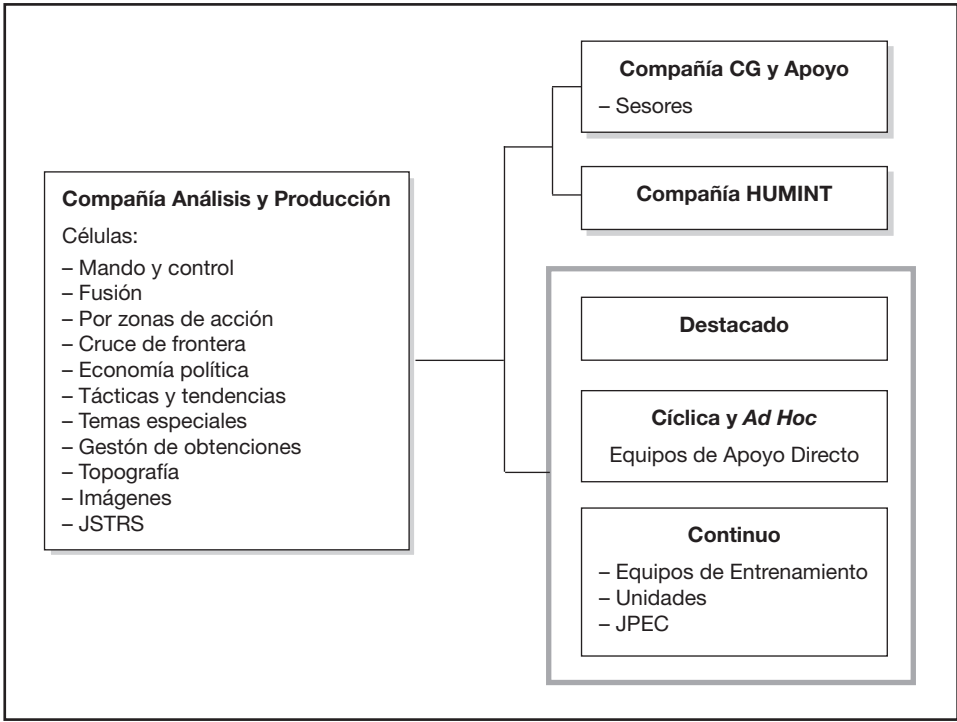 Compañía Análisis y Producción
Células:
– Mando y control
– Fusión
– Por zonas de acción
– Cruce de frontera
– Economía política
– Tácticas y tendencias
– Temas especiales
– Gestón de obtenciones
– Topografía
– Imágenes
– JSTRS
Compañía CG y Apoyo
– Sesores
Compañía HUMINT
Destacado
Cíclica y Ad Hoc
Equipos de Apoyo Directo
Continuo
– Equipos de Entrenamiento
– Unidades
– JPEC